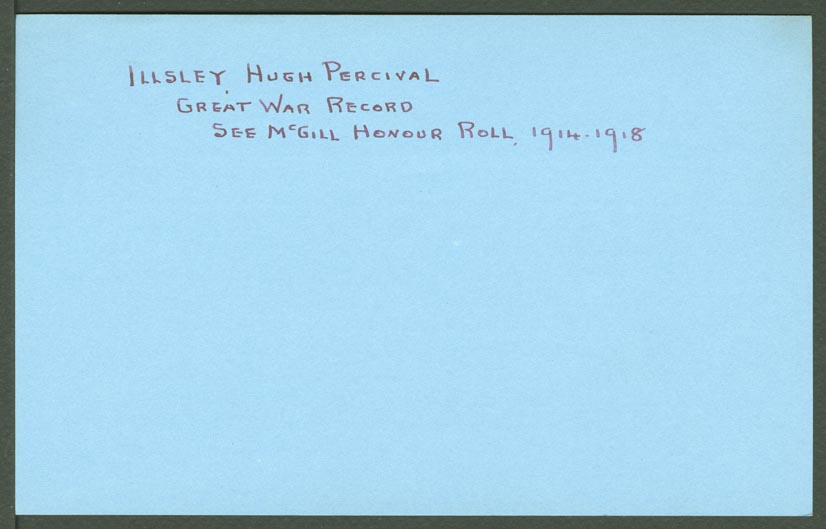 ILLSLEY, HUGH PERCIVAL
GREAT WAR RECORD
SEE McGILL HONOUR ROLL, 1914-1918